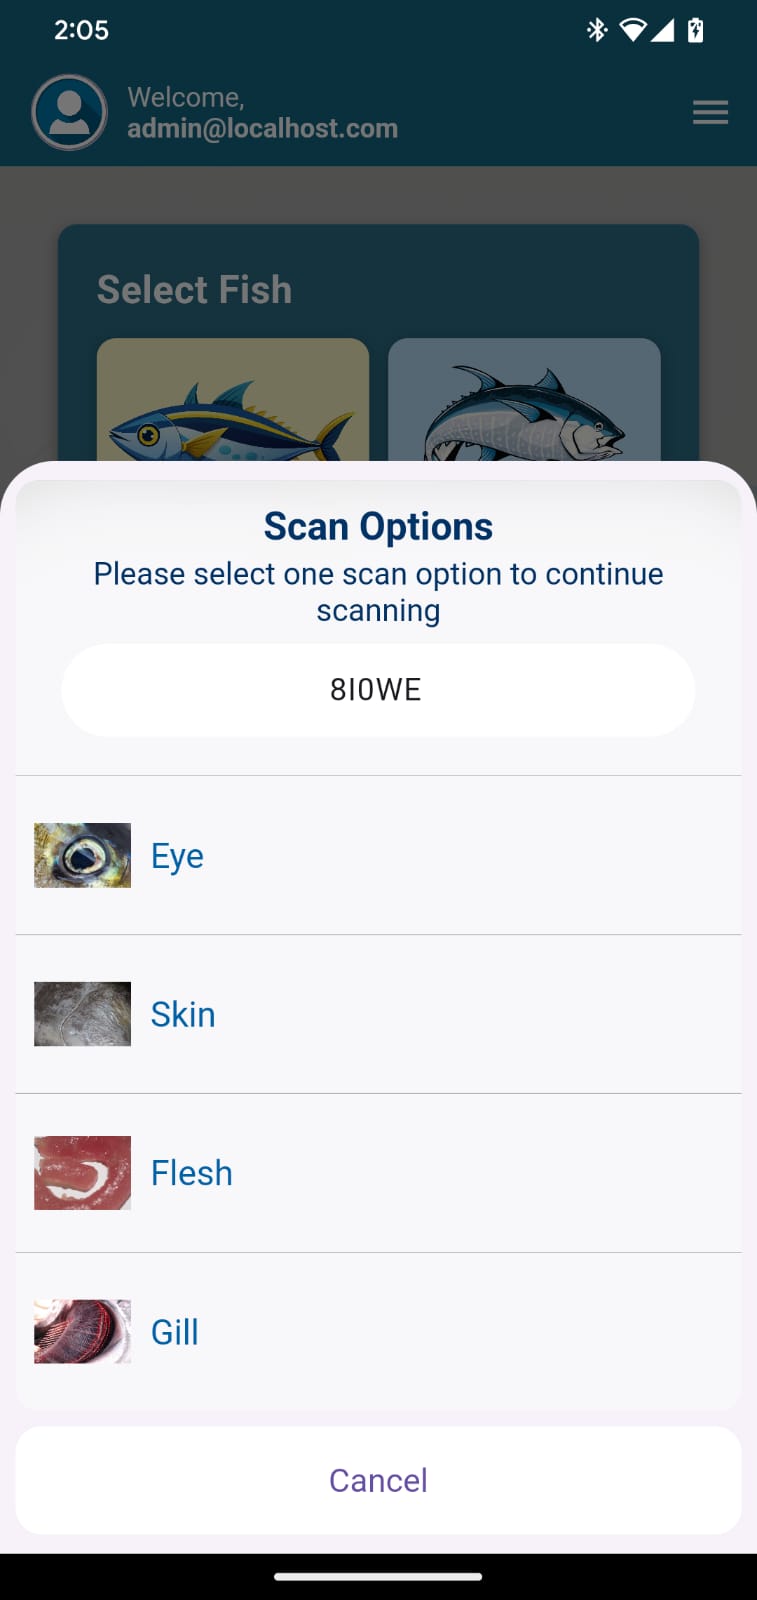 2:05
Welcome,
admin@localhost.com
Select Fish
Scan Options
Please select one scan option to continue
scanning
8I0WE
Eye
Skin
Flesh
Gill
Cancel